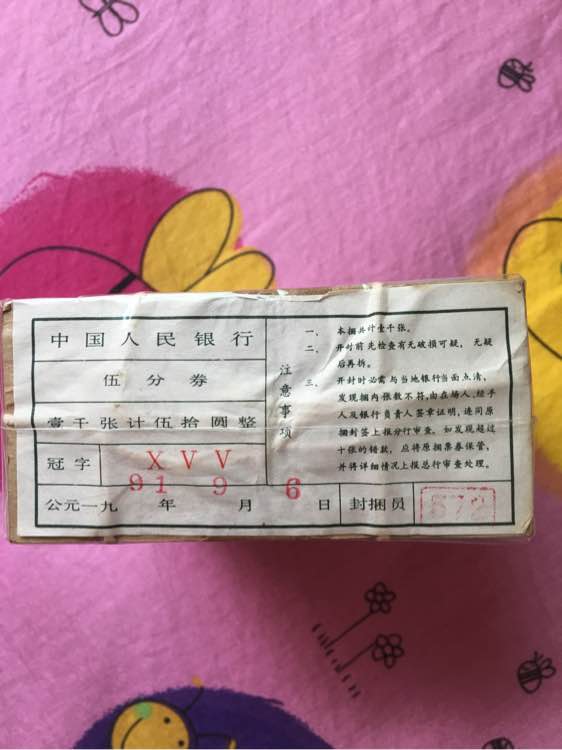 中国人民银行
伍分券
壹千张计伍拾圆整
冠字 XVV
公元一九91年9月6日 封捆员 572
注意事项
一、本捆共计壹千张。
二、开封前先检查有无破损可疑，无疑
后再拆。
三、开封时必需与当地银行当面点清，
发现捆内张数不符，由在场人、经手
人及银行负责人签章证明，连同原
捆封签上报分行审查。如发现超过
十张的错款，应将原捆票券保管，
并将详细情况上报总行审查处理。